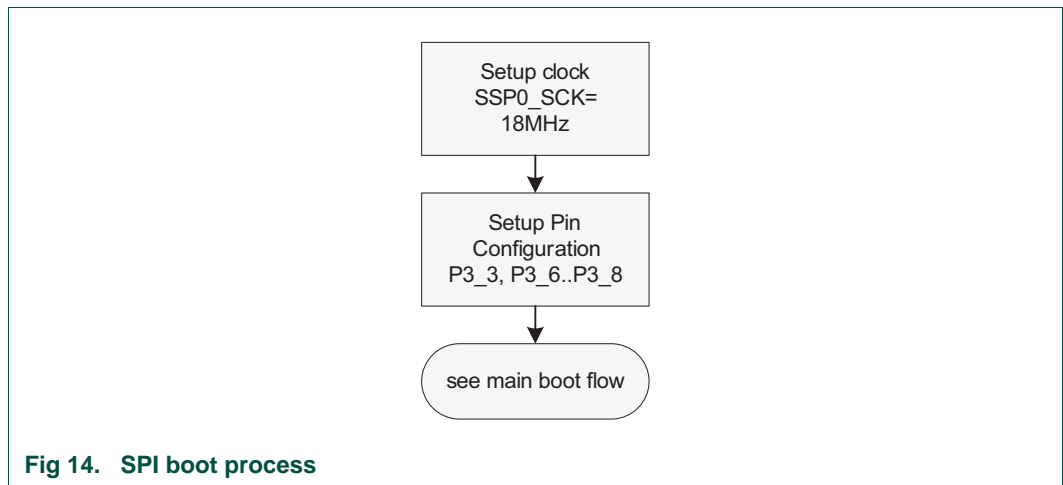 Setup clock
SSP0_SCK=
18MHz
Setup Pin
Configuration
P3_3, P3_6..P3_8
see main boot flow
Fig 14. SPI boot process